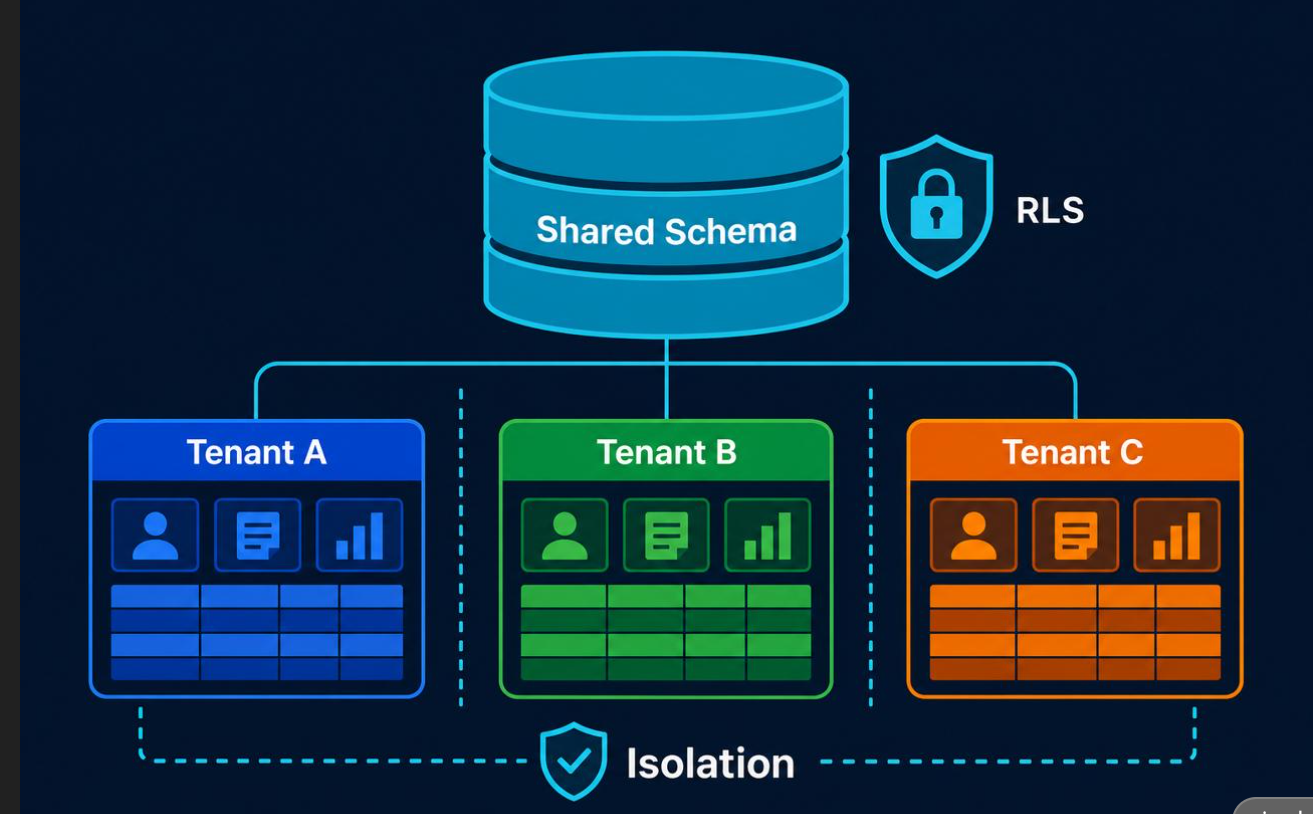 Shared Schema
RLS
Tenant A
Tenant B
Tenant C
Isolation